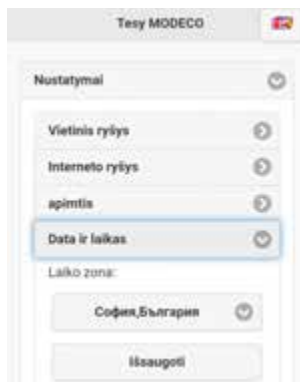 Tesy MODECO
Nustatymai
Vietinis ryšys
Interneto ryšys
apimtis
Data ir laikas
Laiko zona:
София,България
Išsaugoti